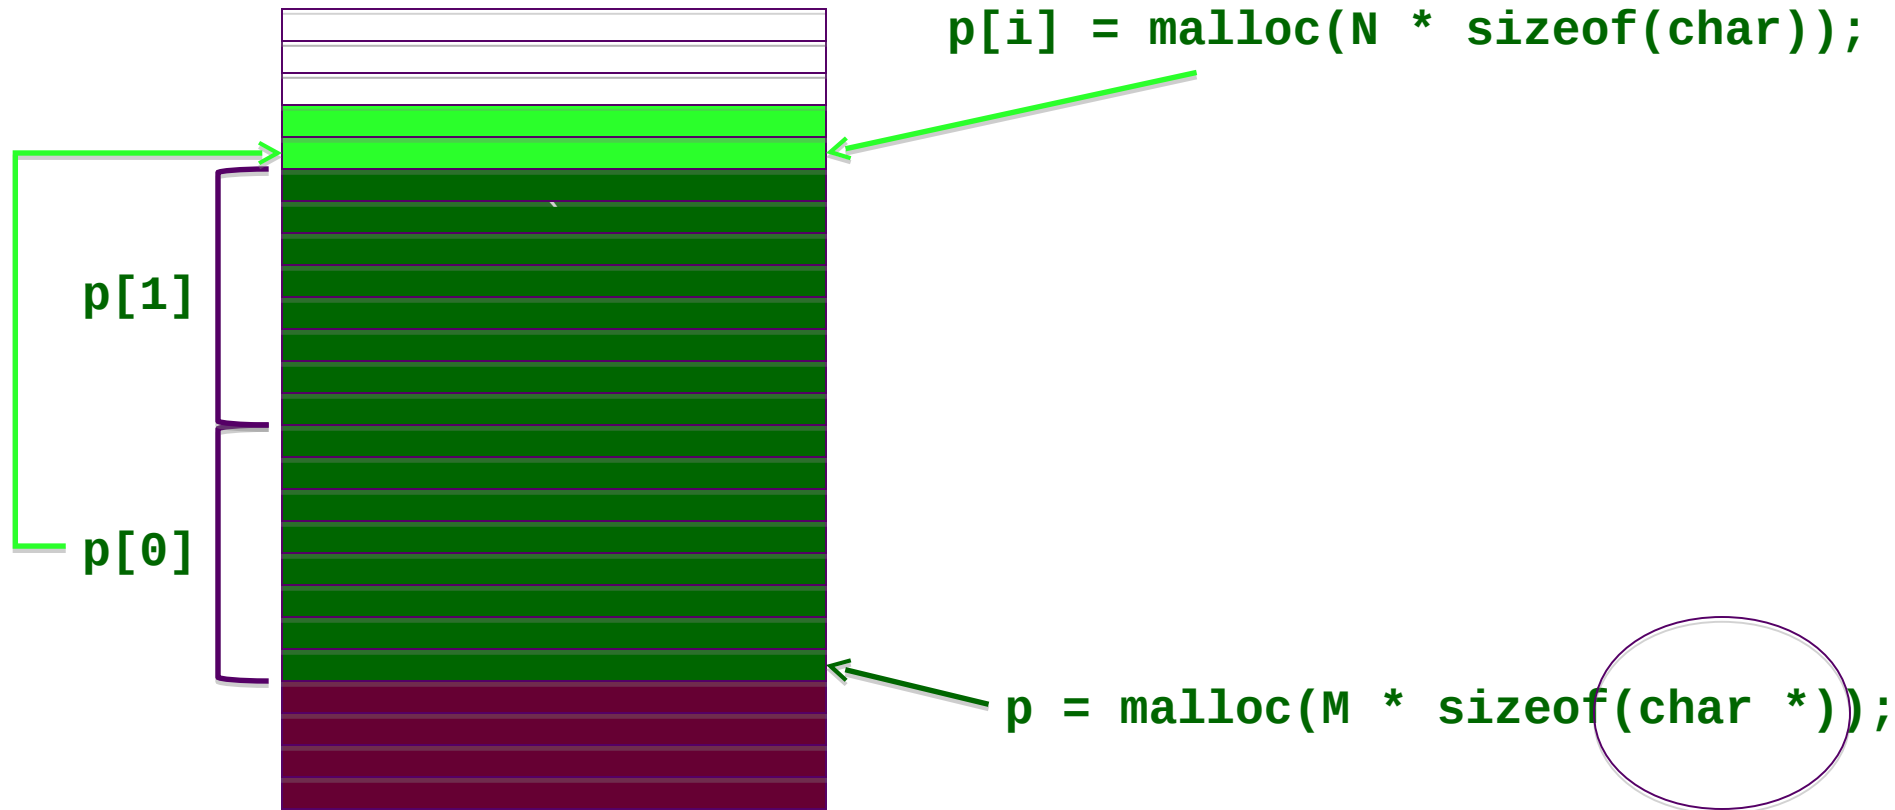 p[i] = malloc(N * sizeof(char));
p[1]
p[0]
p = malloc(M * sizeof(char *));